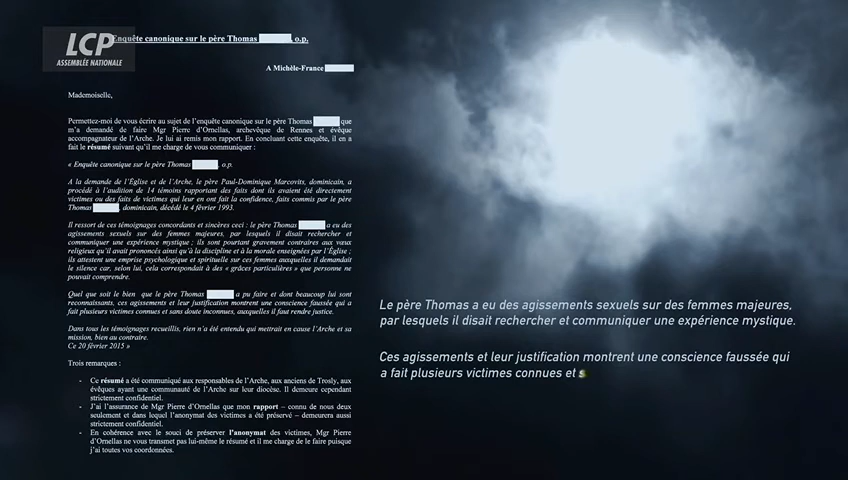 LCP
ASSEMBLÉE NATIONALE
Enquête canonique sur le père Thomas , o.p.
A Michèle-France
Mademoiselle,
Permettez-moi de vous écrire au sujet de l'enquête canonique sur le père Thomas que
m'a demandé de faire Mgr Pierre d'Ornellas, archevêque de Rennes et évêque
accompagnateur de l'Arche. Je lui ai remis mon rapport. En concluant cette enquête, il en a
fait le résumé suivant qu'il me charge de vous communiquer :
« Enquête canonique sur le père Thomas , o.p.
A la demande de l'Église et de l'Arche, le père Paul-Dominique Marcovits, dominicain, a
procédé à l'audition de 14 témoins rapportant des faits dont ils avaient été directement
victimes ou des faits de victimes qui leur en ont fait la confidence, faits commis par le père
Thomas , dominicain, décédé le 4 février 1993.
Il ressort de ces témoignages concordants et sincères ceci : le père Thomas a eu des
agissements sexuels sur des femmes majeures, par lesquels il disait rechercher et
communiquer une expérience mystique ; ils sont pourtant gravement contraires aux vœux
religieux qu'il avait prononcés ainsi qu'à la discipline et à la morale enseignées par l'Église ;
ils attestent une emprise psychologique et spirituelle sur ces femmes auxquelles il demandait
le silence car, selon lui, cela correspondait à des « grâces particulières » que personne ne
pouvait comprendre.
Quel que soit le bien que le père Thomas a pu faire et dont beaucoup lui sont
reconnaissants, ces agissements et leur justification montrent une conscience faussée qui a
fait plusieurs victimes connues et sans doute inconnues, auxquelles il faut rendre justice.
Dans tous les témoignages recueillis, rien n'a été entendu qui mettrait en cause l'Arche et sa
mission, bien au contraire.
Ce 20 février 2015 »
Trois remarques :
- Ce résumé a été communiqué aux responsables de l'Arche, aux anciens de Trosly, aux
évêques ayant une communauté de l'Arche sur leur diocèse. Il demeure cependant
strictement confidentiel.
- J'ai l'assurance de Mgr Pierre d'Ornellas que mon rapport – connu de nous deux
seulement et dans lequel l'anonymat des victimes a été préservé – demeurera aussi
strictement confidentiel.
- En cohérence avec le souci de préserver l'anonymat des victimes, Mgr Pierre
d'Ornellas ne vous transmet pas lui-même le résumé et il me charge de le faire puisque
j'ai toutes vos coordonnées.
Le père Thomas a eu des agissements sexuels sur des femmes majeures,
par lesquels il disait rechercher et communiquer une expérience mystique.
Ces agissements et leur justification montrent une conscience faussée qui
a fait plusieurs victimes connues et s